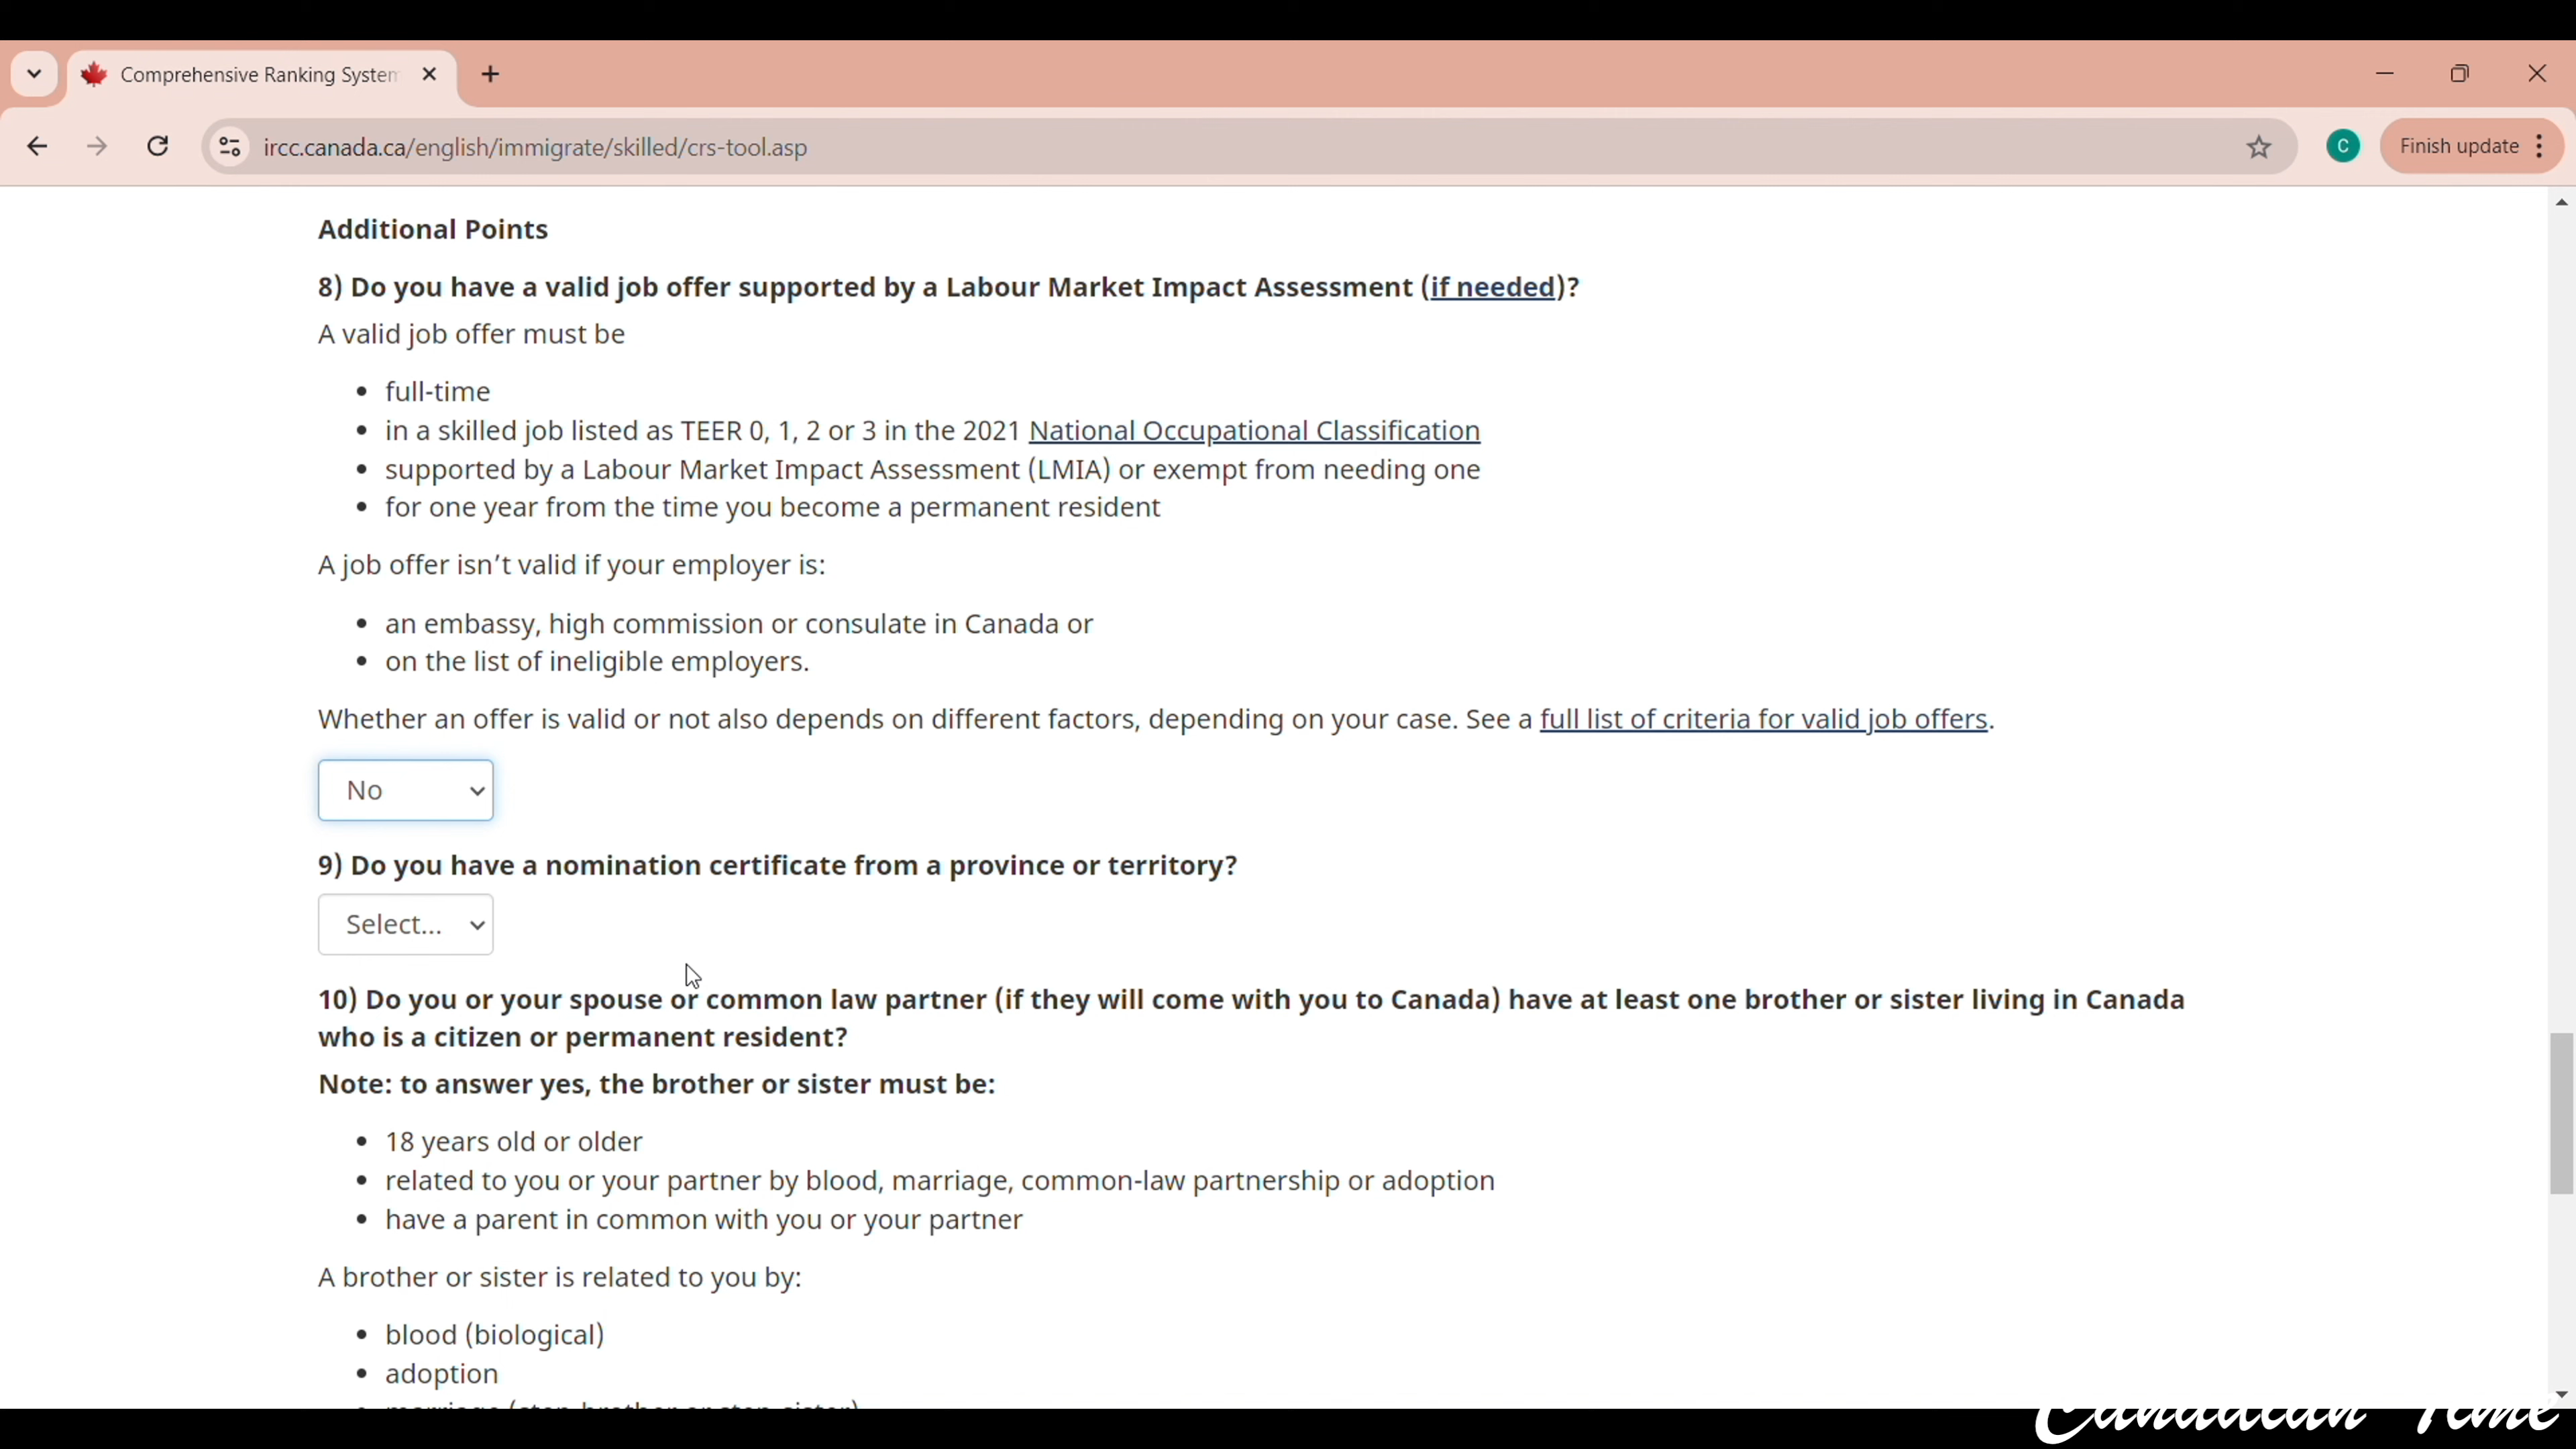 Comprehensive Ranking System
ircc.canada.ca/english/immigrate/skilled/crs-tool.asp
C
Finish update
Additional Points
8) Do you have a valid job offer supported by a Labour Market Impact Assessment (if needed)?
A valid job offer must be
• full-time
• in a skilled job listed as TEER 0, 1, 2 or 3 in the 2021 National Occupational Classification
• supported by a Labour Market Impact Assessment (LMIA) or exempt from needing one
• for one year from the time you become a permanent resident
A job offer isn’t valid if your employer is:
• an embassy, high commission or consulate in Canada or
• on the list of ineligible employers.
Whether an offer is valid or not also depends on different factors, depending on your case. See a full list of criteria for valid job offers.
No
9) Do you have a nomination certificate from a province or territory?
Select...
10) Do you or your spouse or common law partner (if they will come with you to Canada) have at least one brother or sister living in Canada
who is a citizen or permanent resident?
Note: to answer yes, the brother or sister must be:
• 18 years old or older
• related to you or your partner by blood, marriage, common-law partnership or adoption
• have a parent in common with you or your partner
A brother or sister is related to you by:
• blood (biological)
• adoption
• marriage (step-brother or step-sister)
Canadian Time